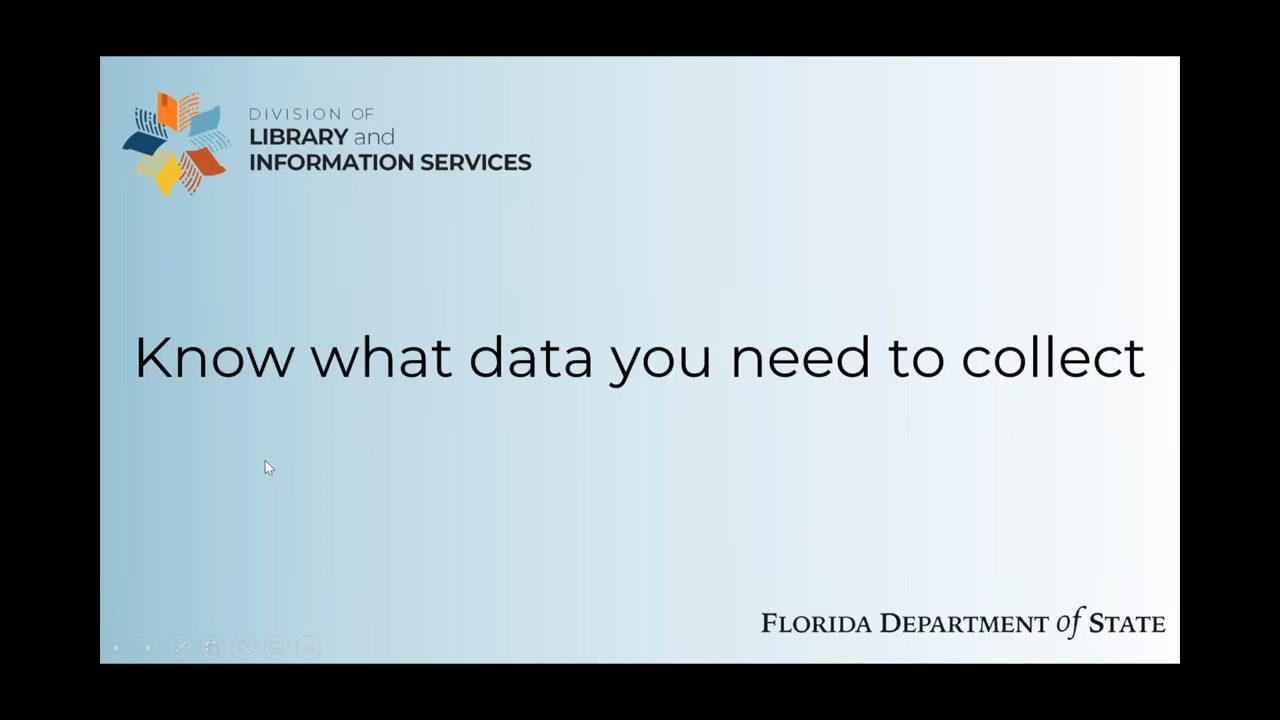 DIVISION OF
LIBRARY and
INFORMATION SERVICES
Know what data you need to collect
FLORIDA DEPARTMENT of STATE